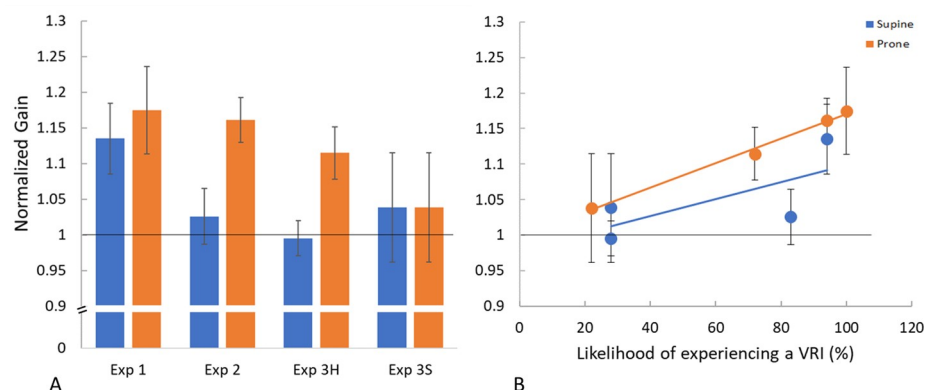 1.3
1.25
1.2
1.15
1.1
1.05
1
0.95
0.9
0
Normalized Gain
Exp 1 Exp 2 Exp 3H Exp 3S
A
1.3
1.25
1.2
1.15
1.1
1.05
1
0.95
0.9
0 20 40 60 80 100 120
Likelihood of experiencing a VRI (%)
B
Supine
Prone